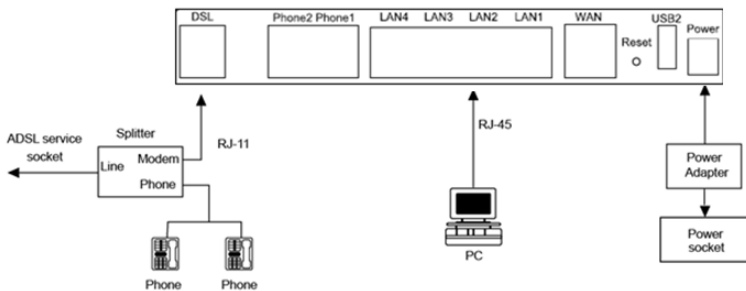 DSL
Phone2 Phone1
LAN4 LAN3 LAN2 LAN1
WAN
Reset
USB2
Power
ADSL service
socket
Splitter
Line
Modem
Phone
RJ-11
RJ-45
Power
Adapter
Power
socket
PC
Phone
Phone